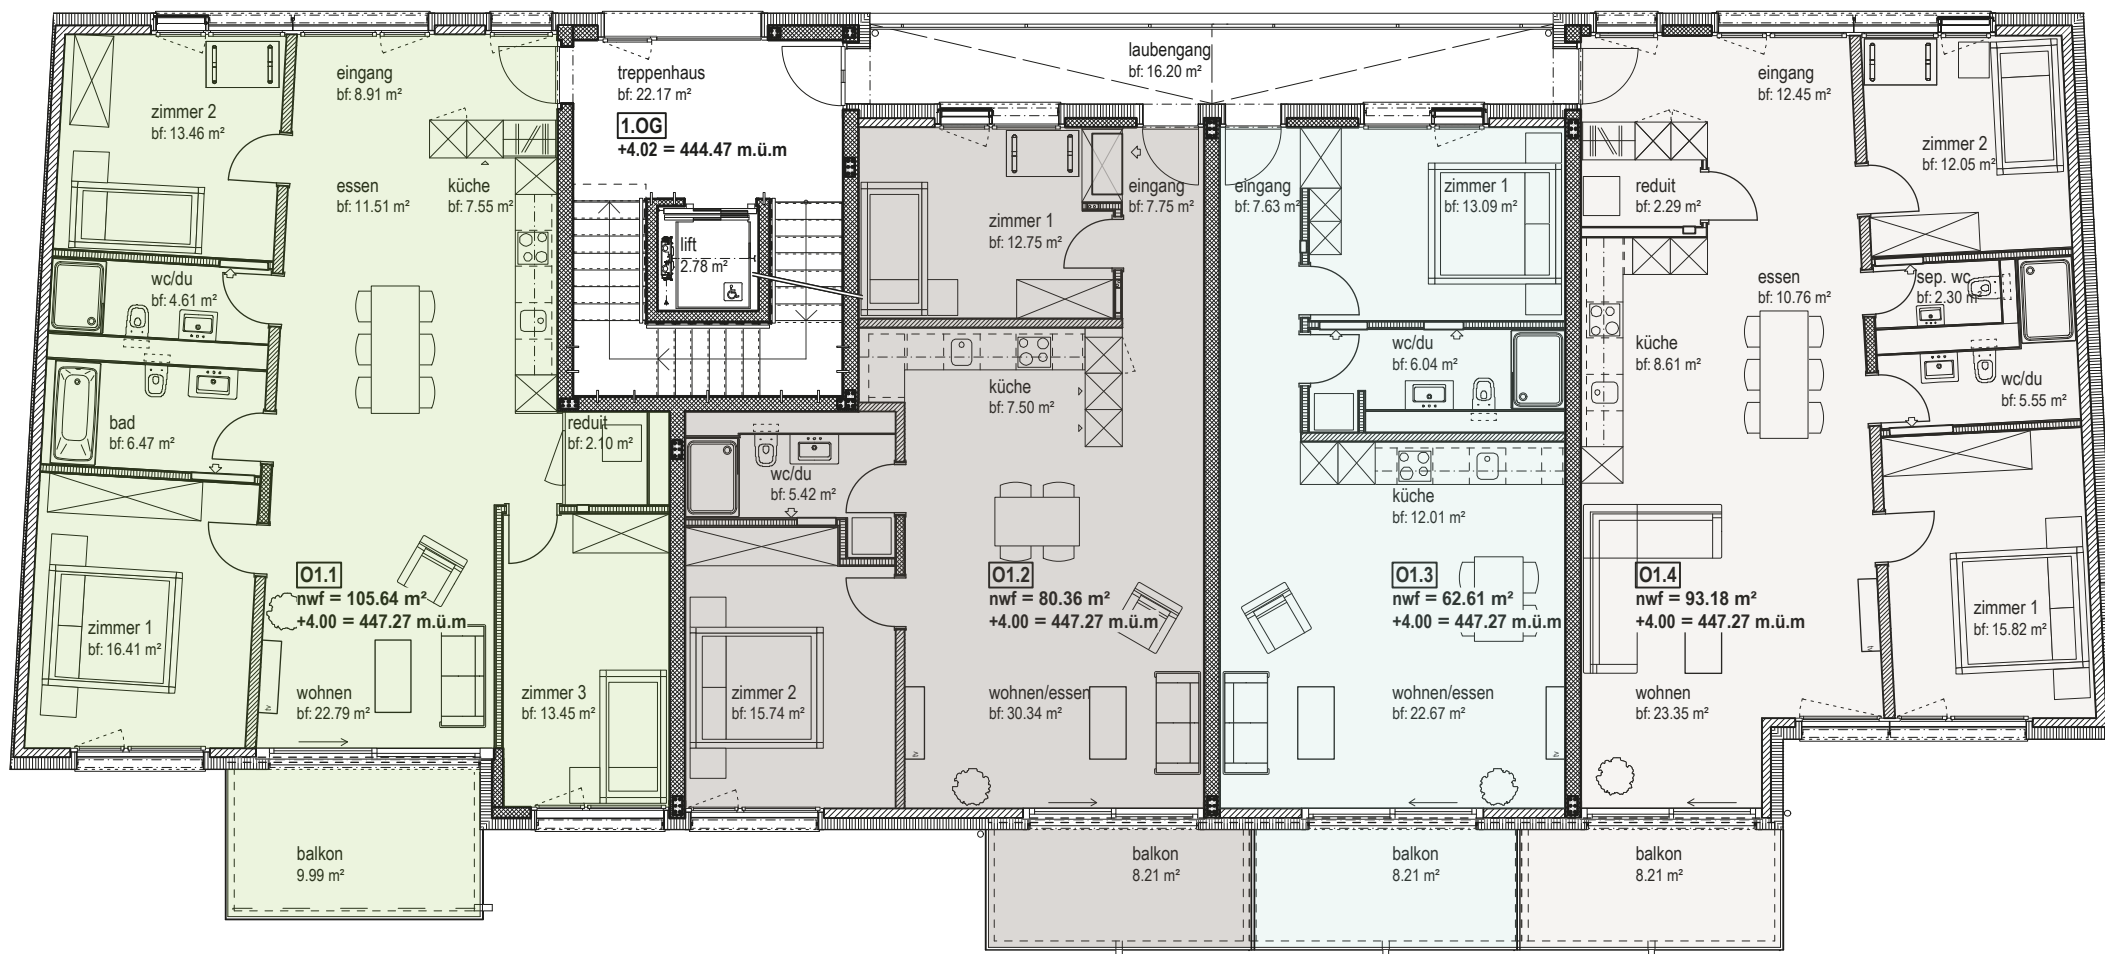 zimmer 2
bf: 13.46 m²
eingang
bf: 8.91 m²
essen
bf: 11.51 m²
küche
bf: 7.55 m²
wc/du
bf: 4.61 m²
bad
bf: 6.47 m²
reduit
bf: 2.10 m²
O1.1
nwf = 105.64 m²
+4.00 = 447.27 m.ü.m
zimmer 1
bf: 16.41 m²
wohnen
bf: 22.79 m²
zimmer 3
bf: 13.45 m²
balkon
9.99 m²
treppenhaus
bf: 22.17 m²
1.OG
+4.02 = 444.47 m.ü.m
lift
2.78 m²
laubengang
bf: 16.20 m²
eingang
bf: 7.75 m²
zimmer 1
bf: 12.75 m²
küche
bf: 7.50 m²
wc/du
bf: 5.42 m²
O1.2
nwf = 80.36 m²
+4.00 = 447.27 m.ü.m
zimmer 2
bf: 15.74 m²
wohnen/essen
bf: 30.34 m²
balkon
8.21 m²
eingang
bf: 7.63 m²
zimmer 1
bf: 13.09 m²
wc/du
bf: 6.04 m²
küche
bf: 12.01 m²
O1.3
nwf = 62.61 m²
+4.00 = 447.27 m.ü.m
wohnen/essen
bf: 22.67 m²
balkon
8.21 m²
eingang
bf: 12.45 m²
zimmer 2
bf: 12.05 m²
reduit
bf: 2.29 m²
essen
bf: 10.76 m²
sep. wc
bf: 2.30 m²
küche
bf: 8.61 m²
wc/du
bf: 5.55 m²
O1.4
nwf = 93.18 m²
+4.00 = 447.27 m.ü.m
zimmer 1
bf: 15.82 m²
wohnen
bf: 23.35 m²
balkon
8.21 m²